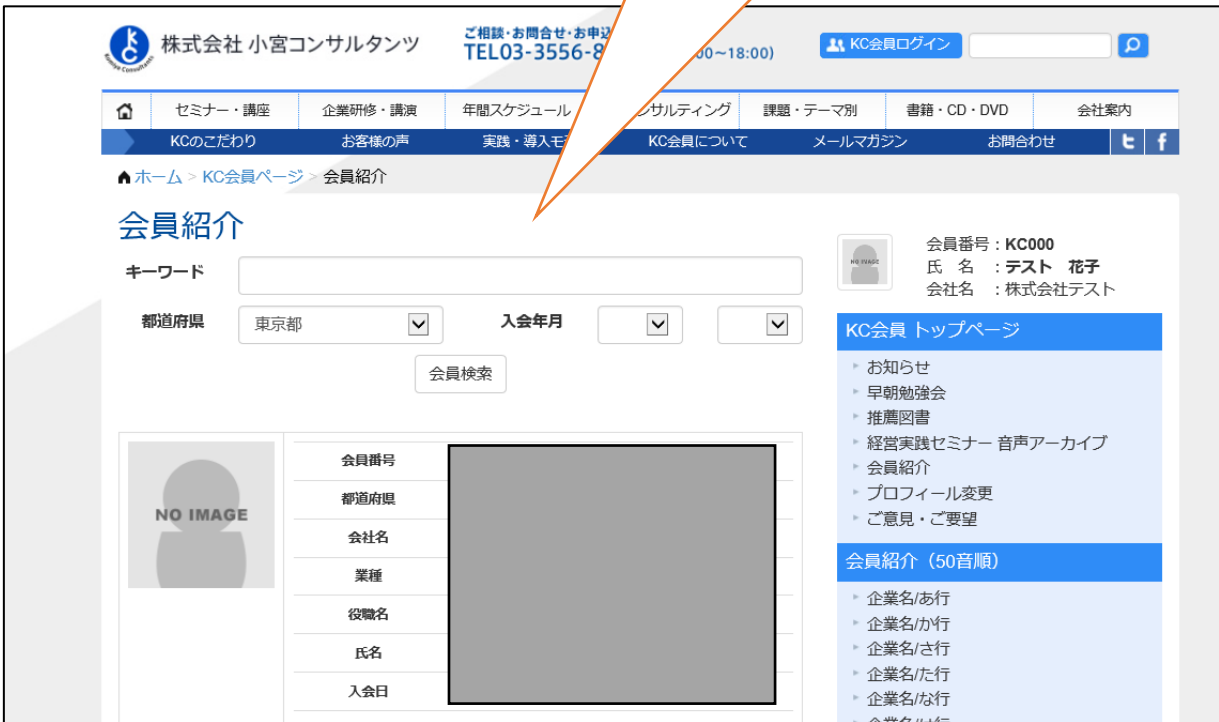 株式会社 小宮コンサルタンツ
ご相談・お問合せ・お申込
TEL03-3556-8
00~18:00)
KC会員ログイン
セミナー・講座 企業研修・講演 年間スケジュール ンサルティング 課題・テーマ別 書籍・CD・DVD 会社案内
KCのこだわり お客様の声 実践・導入モデ KC会員について メールマガジン お問合わせ
ホーム > KC会員ページ > 会員紹介
会員紹介
キーワード
都道府県 東京都 入会年月
会員検索
NO IMAGE
会員番号
都道府県
会社名
業種
役職名
氏名
入会日
NO IMAGE
会員番号:KC000
氏 名 :テスト 花子
会社名 :株式会社テスト
KC会員 トップページ
お知らせ
早朝勉強会
推薦図書
経営実践セミナー 音声アーカイブ
会員紹介
プロフィール変更
ご意見・ご要望
会員紹介(50音順)
企業名/あ行
企業名/か行
企業名/さ行
企業名/た行
企業名/な行